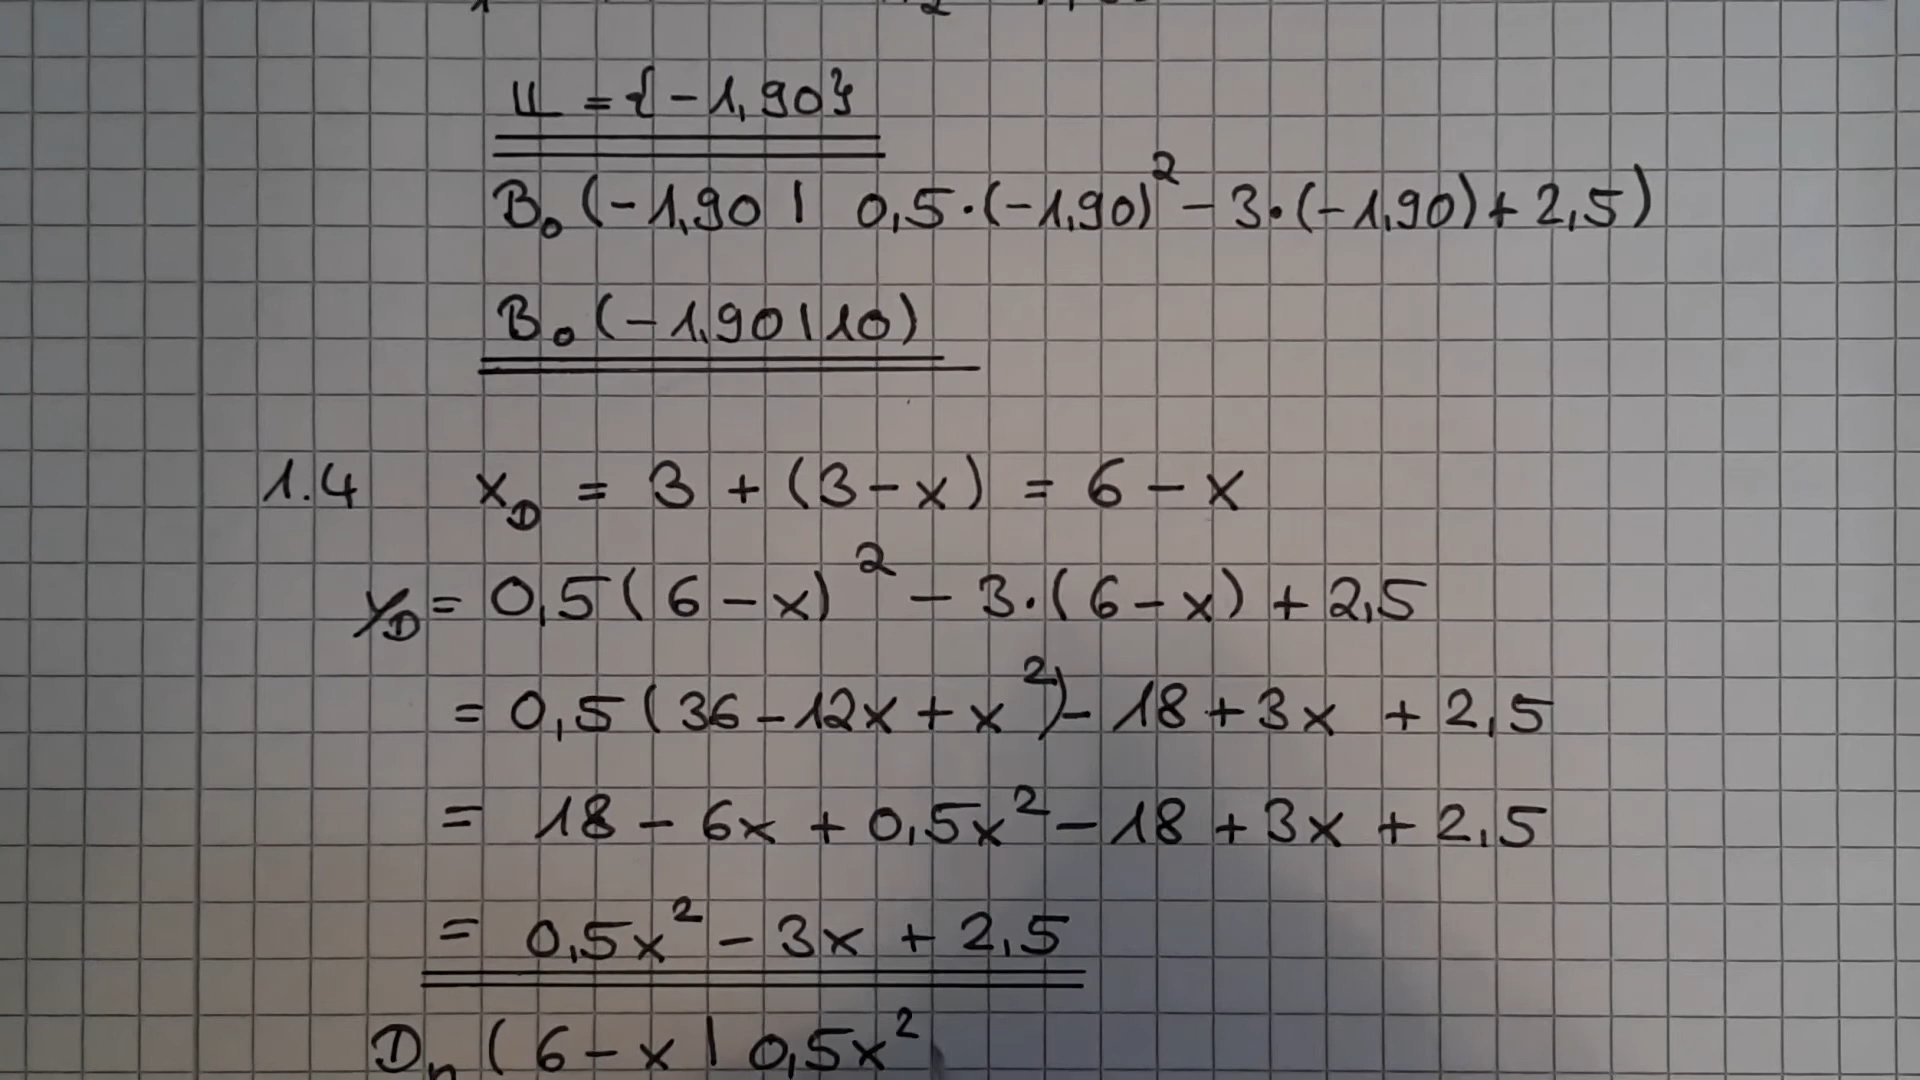 𝕃 = {-1,90}
B₀ (-1,90 | 0,5·(-1,90)² - 3·(-1,90) + 2,5)
B₀ (-1,90 | 10)
1.4 x_D = 3 + (3 - x) = 6 - x
y_D = 0,5(6 - x)² - 3·(6 - x) + 2,5
= 0,5(36 - 12x + x²) - 18 + 3x + 2,5
= 18 - 6x + 0,5x² - 18 + 3x + 2,5
= 0,5x² - 3x + 2,5
Dₙ (6 - x | 0,5x²